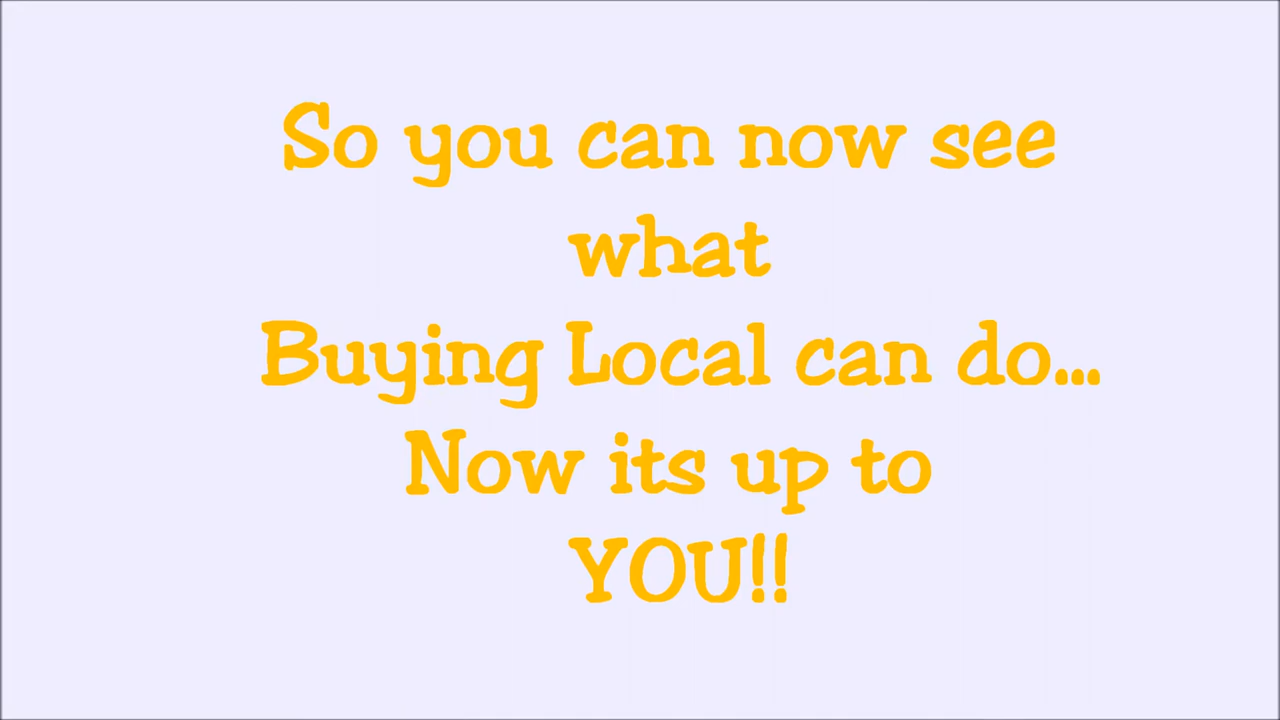 So you can now see
what
Buying Local can do...
Now its up to
YOU!!